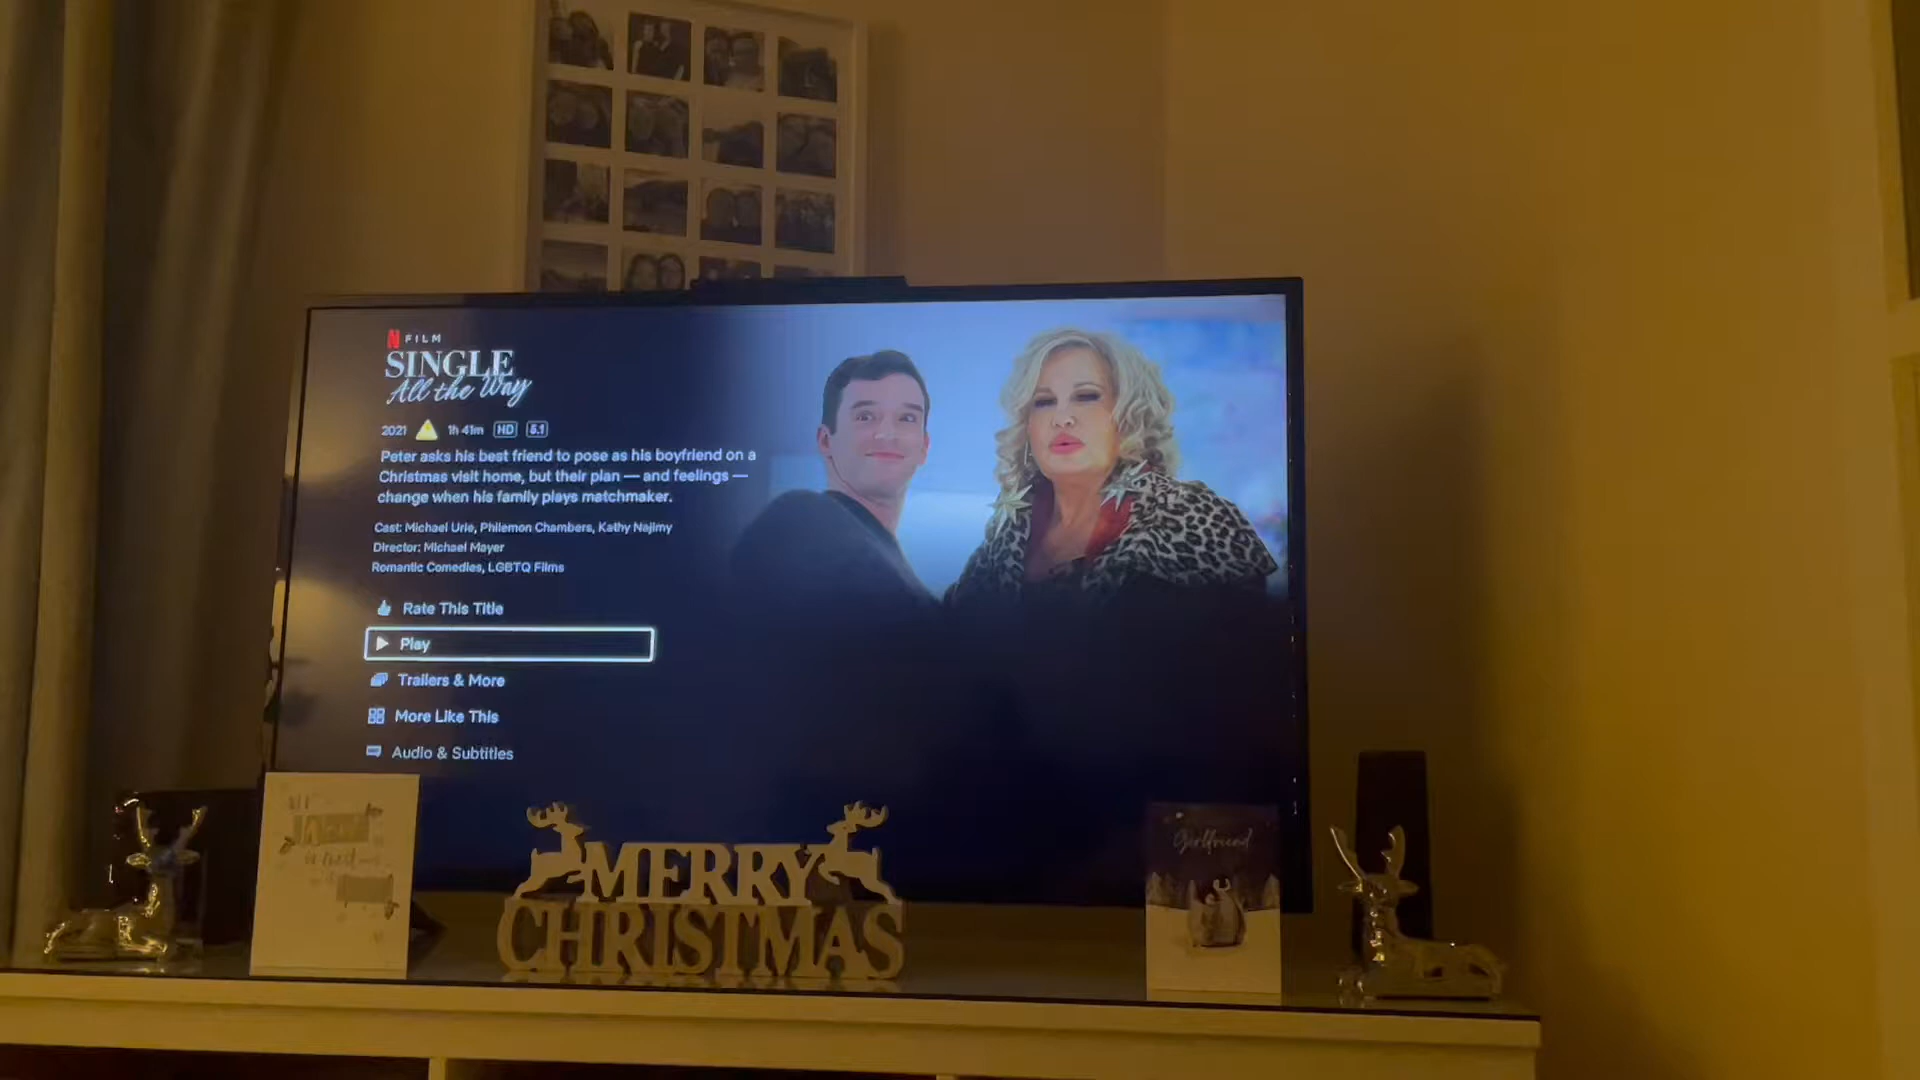 N FILM
SINGLE
All the Way
2021 1h 41m HD 5.1
Peter asks his best friend to pose as his boyfriend on a
Christmas visit home, but their plan — and feelings —
change when his family plays matchmaker.
Cast: Michael Urie, Philemon Chambers, Kathy Najimy
Director: Michael Mayer
Romantic Comedies, LGBTQ Films
Rate This Title
Play
Trailers & More
More Like This
Audio & Subtitles
Girlfriend
MERRY
CHRISTMAS